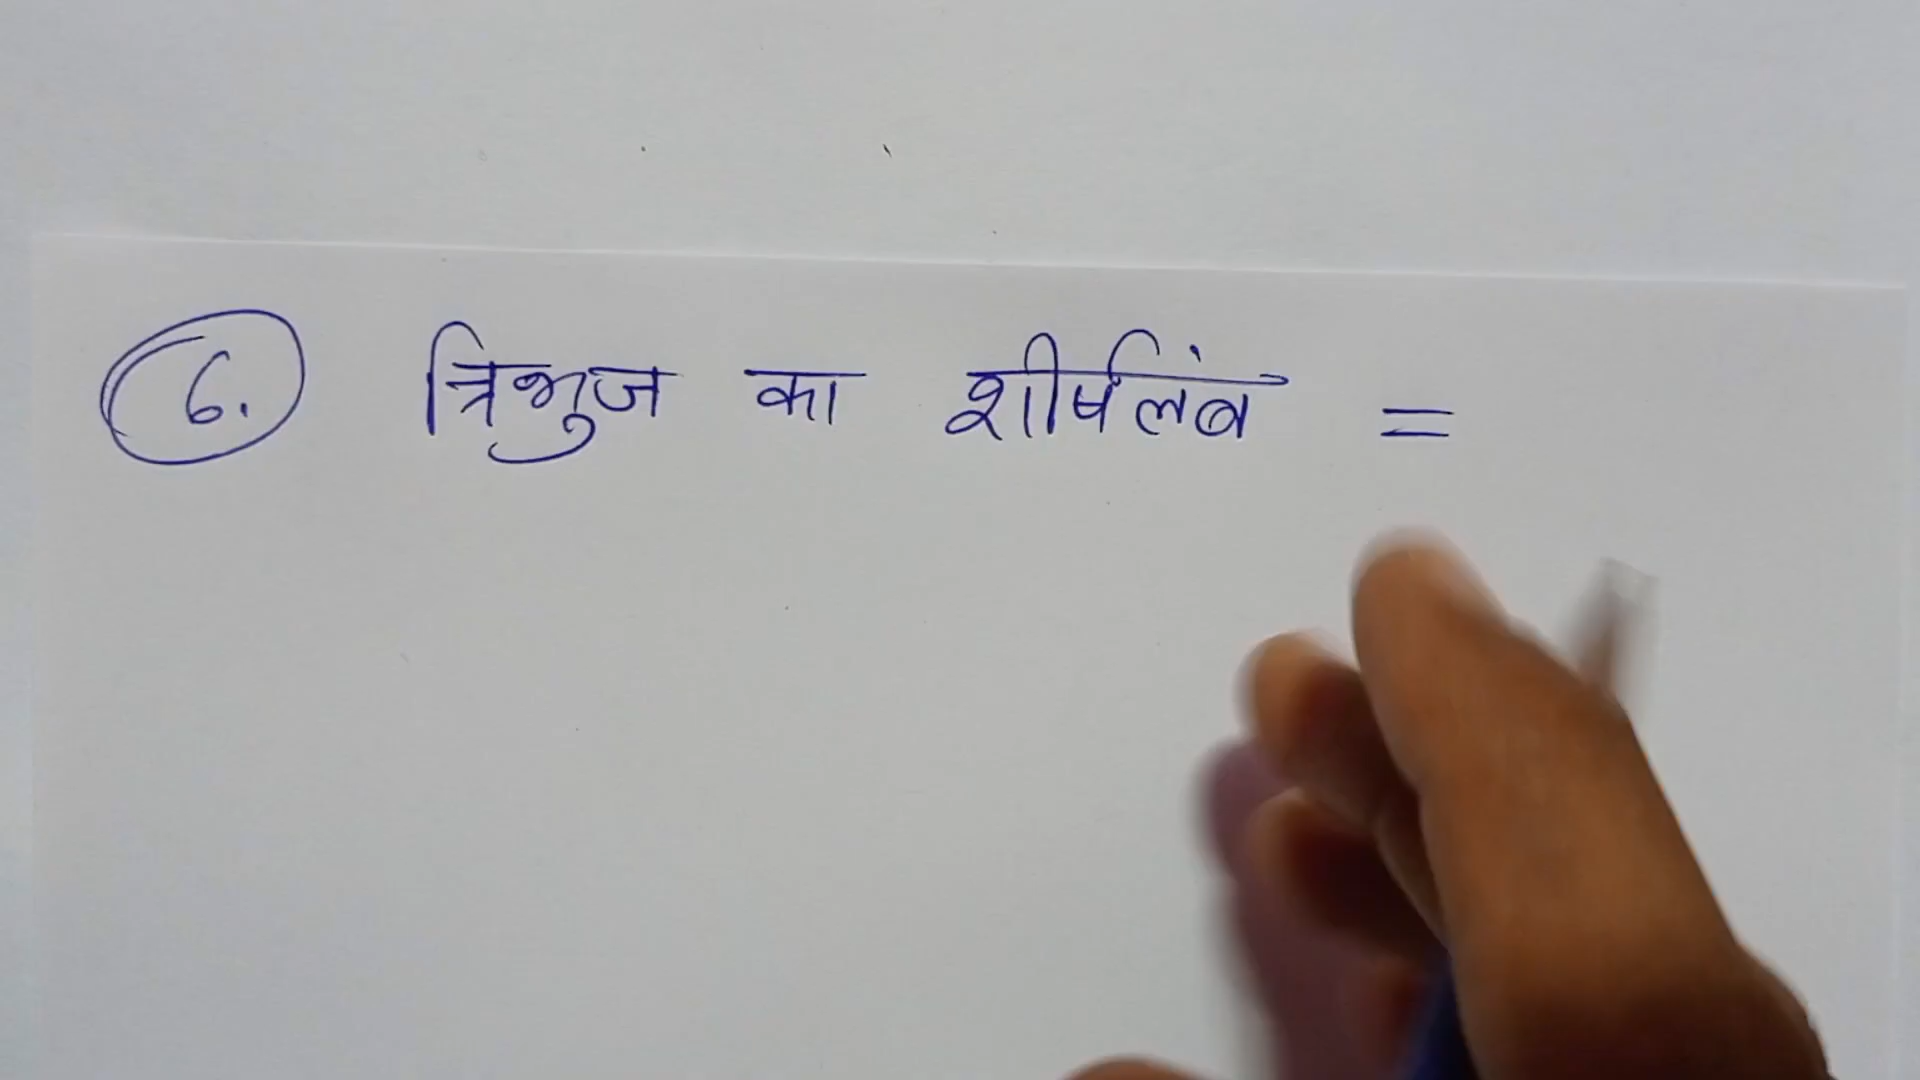 6. त्रिभुज का शीर्षलंब =